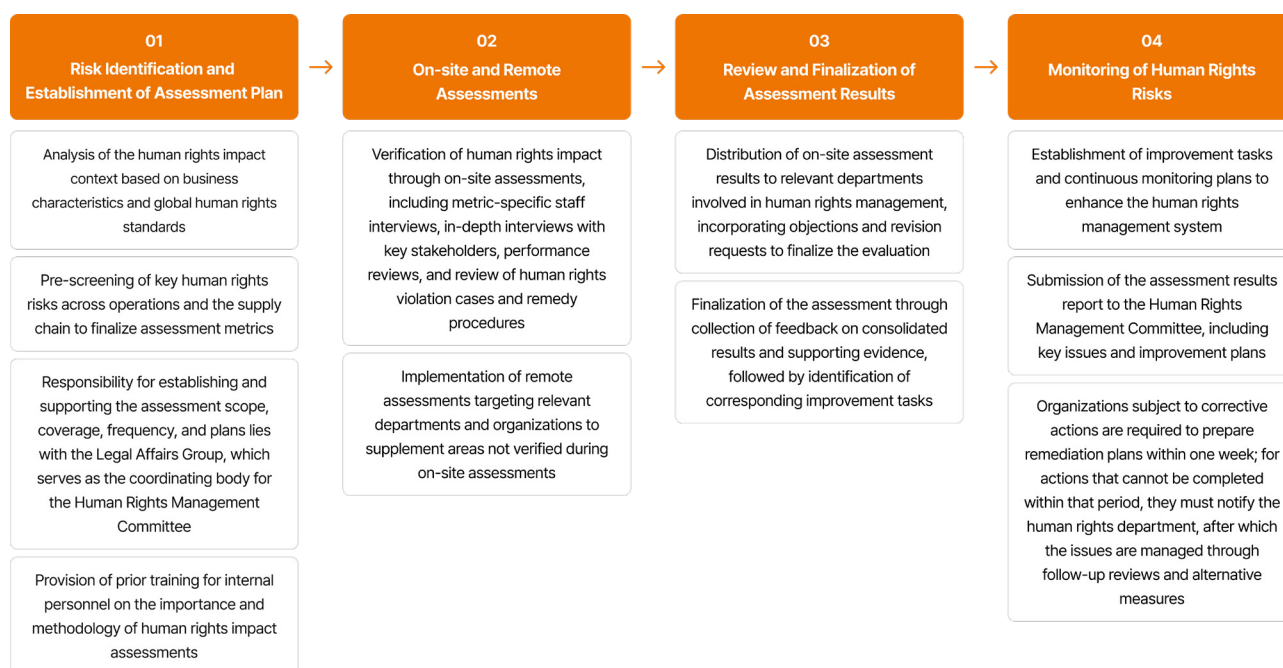 01
Risk Identification and
Establishment of Assessment Plan
Analysis of the human rights impact
context based on business
characteristics and global human rights
standards
Pre-screening of key human rights
risks across operations and the supply
chain to finalize assessment metrics
Responsibility for establishing and
supporting the assessment scope,
coverage, frequency, and plans lies
with the Legal Affairs Group, which
serves as the coordinating body for
the Human Rights Management
Committee
Provision of prior training for internal
personnel on the importance and
methodology of human rights impact
assessments
02
On-site and Remote
Assessments
Verification of human rights impact
through on-site assessments,
including metric-specific staff
interviews, in-depth interviews with
key stakeholders, performance
reviews, and review of human rights
violation cases and remedy
procedures
Implementation of remote
assessments targeting relevant
departments and organizations to
supplement areas not verified during
on-site assessments
03
Review and Finalization of
Assessment Results
Distribution of on-site assessment
results to relevant departments
involved in human rights management,
incorporating objections and revision
requests to finalize the evaluation
Finalization of the assessment through
collection of feedback on consolidated
results and supporting evidence,
followed by identification of
corresponding improvement tasks
04
Monitoring of Human Rights
Risks
Establishment of improvement tasks
and continuous monitoring plans to
enhance the human rights
management system
Submission of the assessment results
report to the Human Rights
Management Committee, including
key issues and improvement plans
Organizations subject to corrective
actions are required to prepare
remediation plans within one week; for
actions that cannot be completed
within that period, they must notify the
human rights department, after which
the issues are managed through
follow-up reviews and alternative
measures